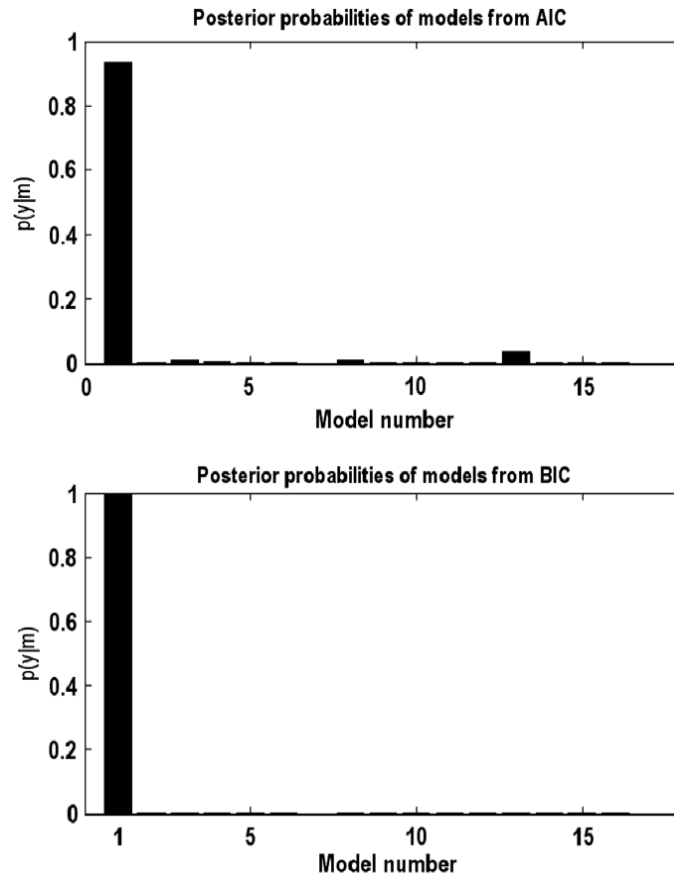 Posterior probabilities of models from AIC
1
0.8
0.6
0.4
0.2
0
p(y|m)
0 5 10 15
Model number
Posterior probabilities of models from BIC
1
0.8
0.6
0.4
0.2
0
p(y|m)
1 5 10 15
Model number